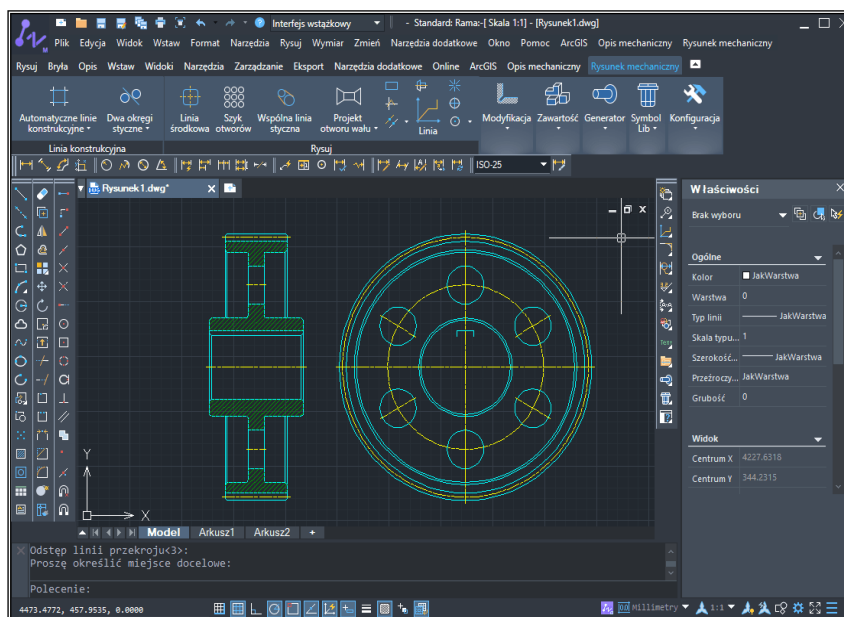 Interfejs wstążkowy - Standard: Rama:-[ Skala 1:1] - [Rysunek1.dwg]
Plik Edycja Widok Wstaw Format Narzędzia Rysuj Wymiar Zmień Narzędzia dodatkowe Okno Pomoc ArcGIS Opis mechaniczny Rysunek mechaniczny
Rysuj Bryła Opis Wstaw Widoki Narzędzia Zarządzanie Eksport Narzędzia dodatkowe Online ArcGIS Opis mechaniczny Rysunek mechaniczny
Automatyczne linie konstrukcyjne
Dwa okręgi styczne
Linia środkowa
Szyk otworów
Wspólna linia styczna
Projekt otworu wału
Linia
Modyfikacja Zawartość Generator Symbol Lib Konfiguracja
Linia konstrukcyjna Rysuj
ISO-25
Rysunek1.dwg*
Właściwości
Brak wyboru
Ogólne
Kolor JakWarstwa
Warstwa 0
Typ linii JakWarstwa
Skala typu... 1
Szerokość... JakWarstwa
Przeźroczy... JakWarstwa
Grubość 0
Widok
Centrum X 4227.6318
Centrum Y 344.2315
Y
X
Model Arkusz1 Arkusz2 +
Odstęp linii przekroju<3>:
Proszę określić miejsce docelowe:
Polecenie:
4473.4772, 457.9535, 0.0000 Millimetry 1:1